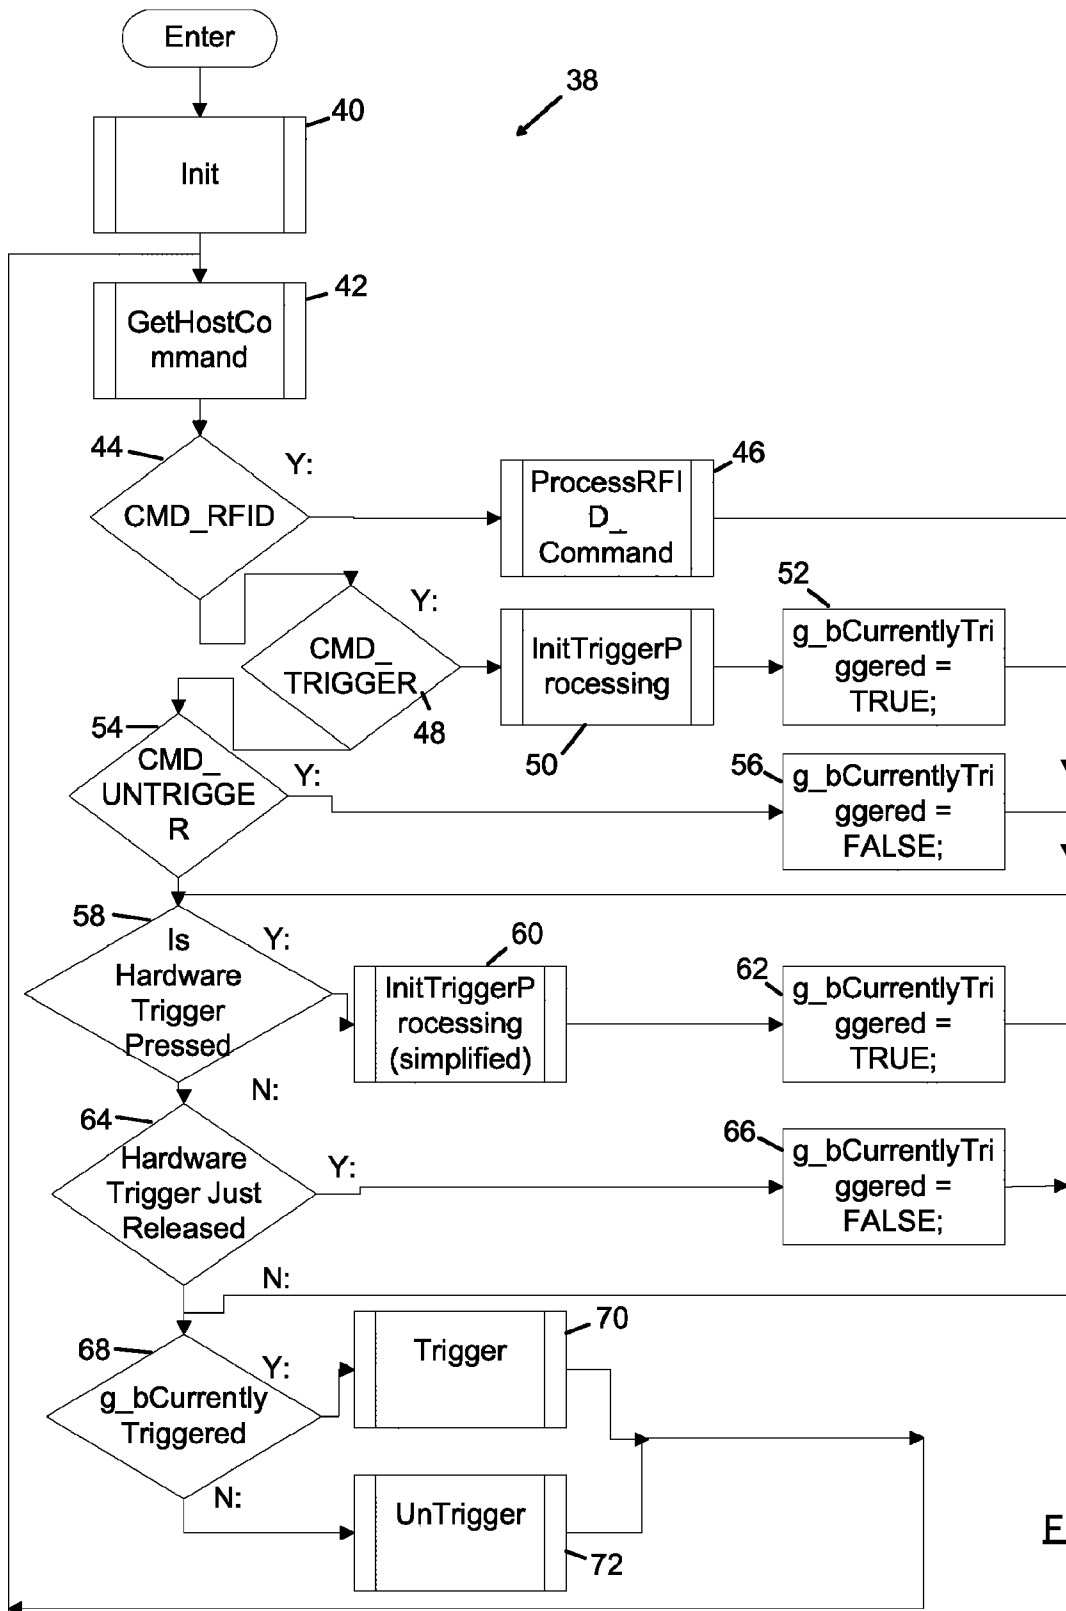 Enter
38
40
Init
42
GetHostCo
mmand
44
Y:
CMD_RFID
46
ProcessRFI
D_
Command
Y:
CMD_
TRIGGER
48
InitTriggerP
rocessing
50
52
g_bCurrentlyTri
ggered =
TRUE;
54
CMD_
UNTRIGGE
R
Y:
56
g_bCurrentlyTri
ggered =
FALSE;
58
Is
Hardware
Trigger
Pressed
Y:
60
InitTriggerP
rocessing
(simplified)
62
g_bCurrentlyTri
ggered =
TRUE;
N:
64
Hardware
Trigger Just
Released
Y:
66
g_bCurrentlyTri
ggered =
FALSE;
N:
68
g_bCurrently
Triggered
Y:
70
Trigger
N:
UnTrigger
72